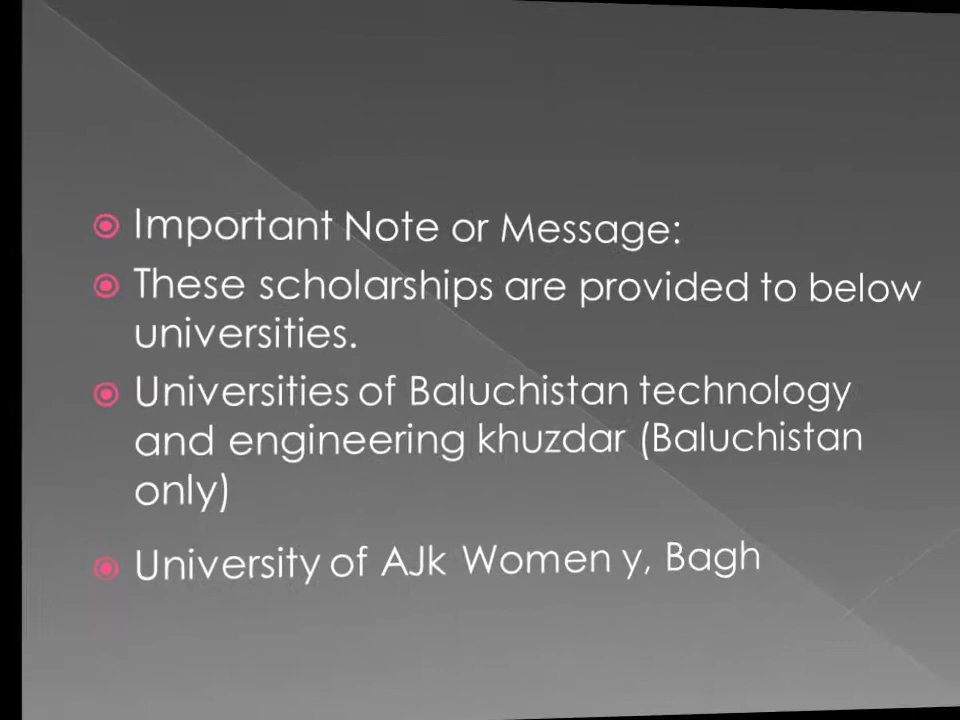 Important Note or Message:
These scholarships are provided to below
universities.
Universities of Baluchistan technology
and engineering khuzdar (Baluchistan
only)
University of AJk Women y, Bagh